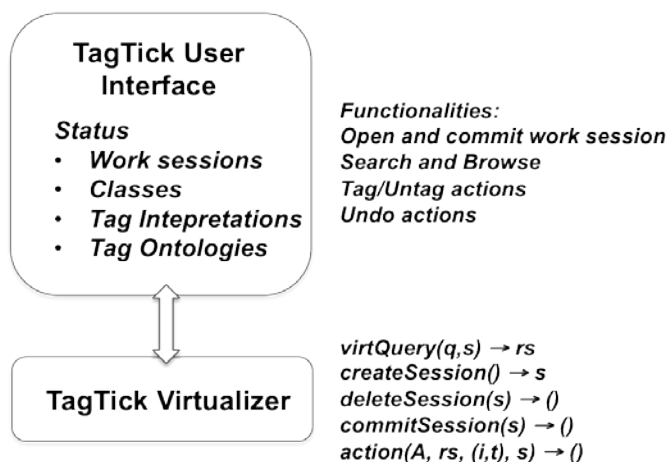 TagTick User
Interface
Status
• Work sessions
• Classes
• Tag Intepretations
• Tag Ontologies
Functionalities:
Open and commit work session
Search and Browse
Tag/Untag actions
Undo actions
TagTick Virtualizer
virtQuery(q,s) → rs
createSession() → s
deleteSession(s) → ()
commitSession(s) → ()
action(A, rs, (i,t), s) → ()